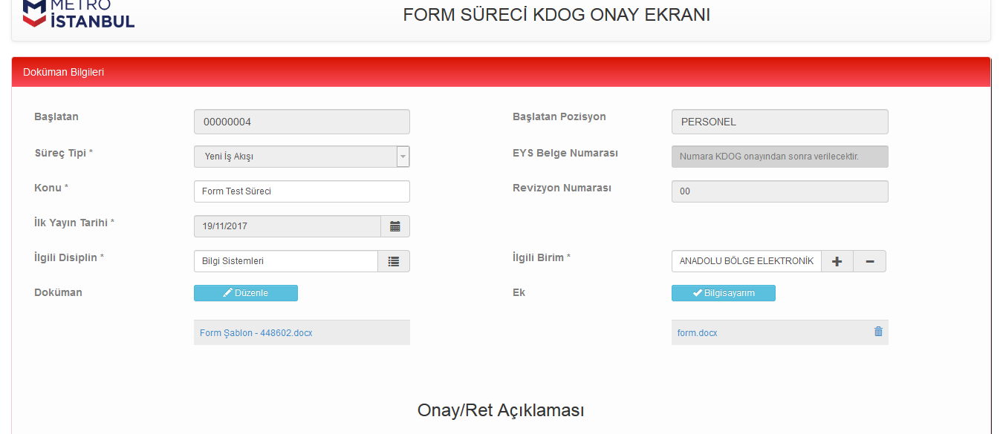 METRO
İSTANBUL
FORM SÜRECİ KDOG ONAY EKRANI
Doküman Bilgileri
Başlatan
00000004
Başlatan Pozisyon
PERSONEL
Süreç Tipi *
Yeni İş Akışı
EYS Belge Numarası
Numara KDOG onayından sonra verilecektir.
Konu *
Form Test Süreci
Revizyon Numarası
00
İlk Yayın Tarihi *
19/11/2017
İlgili Disiplin *
Bilgi Sistemleri
İlgili Birim *
ANADOLU BÖLGE ELEKTRONİK
Doküman
Düzenle
Ek
Bilgisayarım
Form Şablon - 448602.docx
form.docx
Onay/Ret Açıklaması